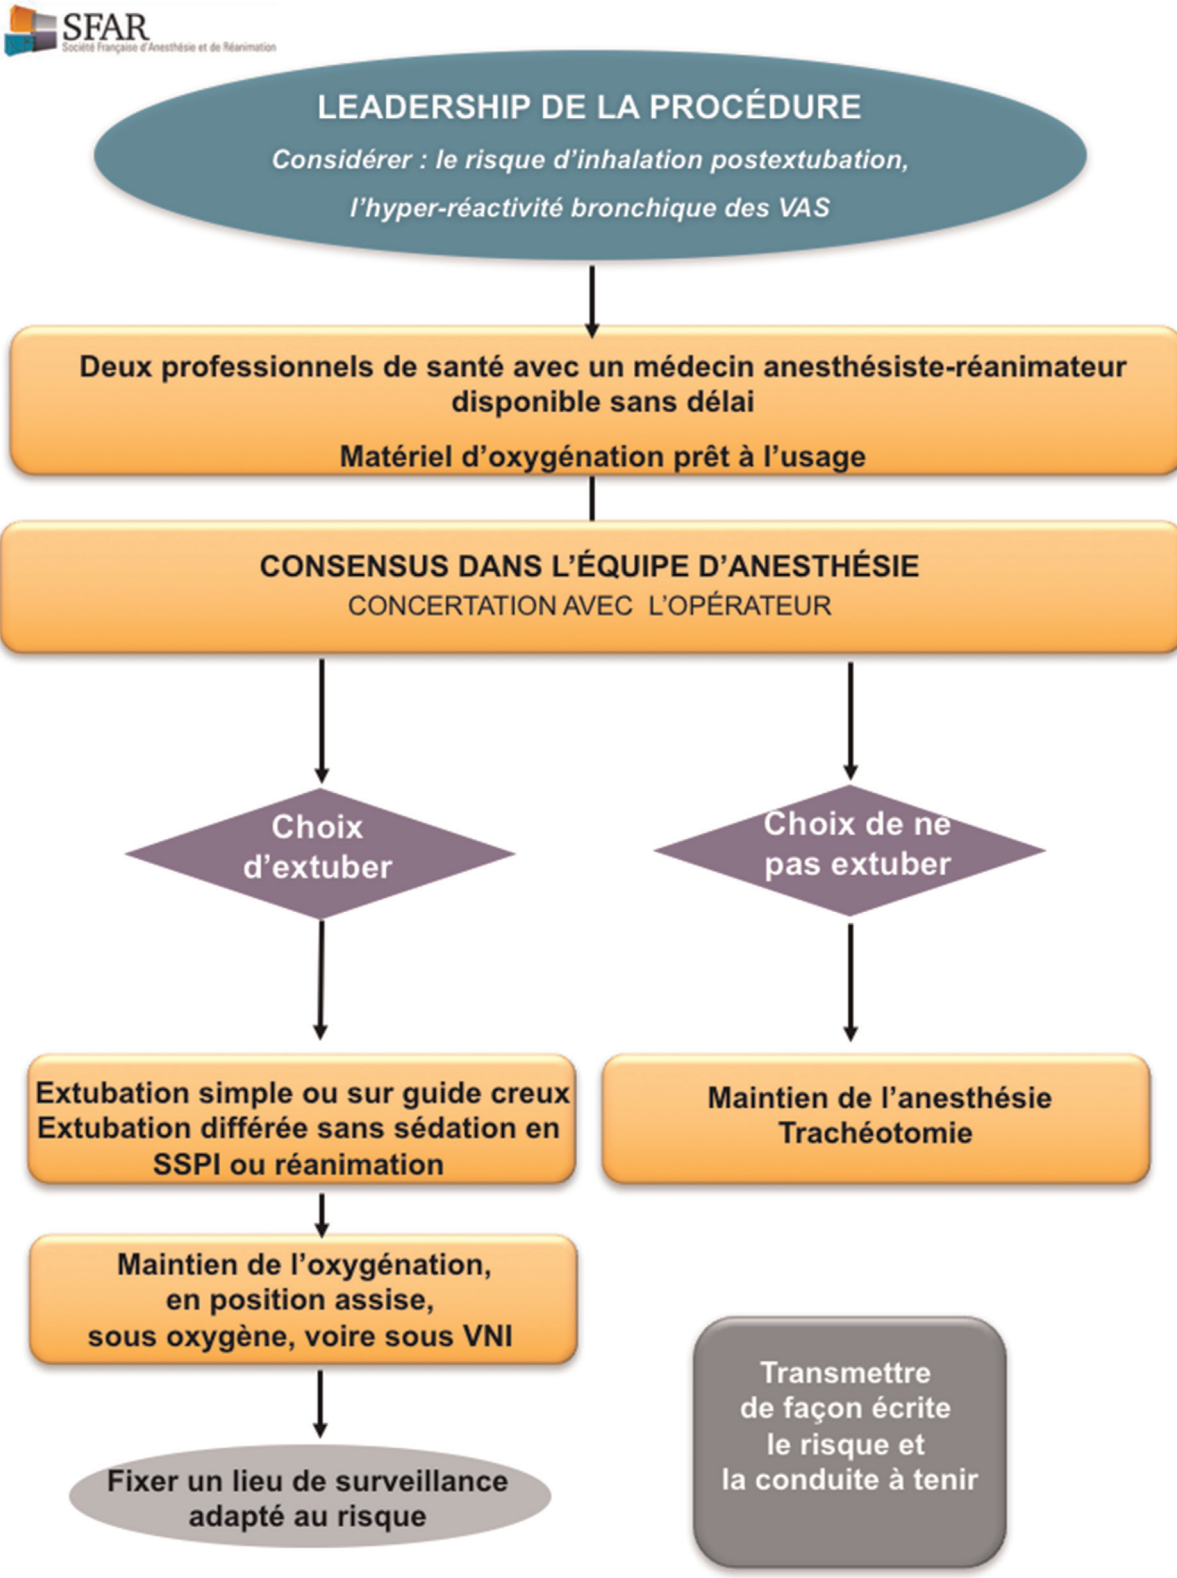 SFAR
Société Française d'Anesthésie et de Réanimation
LEADERSHIP DE LA PROCÉDURE
Considérer : le risque d'inhalation postextubation,
l'hyper-réactivité bronchique des VAS
Deux professionnels de santé avec un médecin anesthésiste-réanimateur
disponible sans délai
Matériel d'oxygénation prêt à l'usage
CONSENSUS DANS L'ÉQUIPE D'ANESTHÉSIE
CONCERTATION AVEC L'OPÉRATEUR
Choix
d'extuber
Choix de ne
pas extuber
Extubation simple ou sur guide creux
Extubation différée sans sédation en
SSPI ou réanimation
Maintien de l'anesthésie
Trachéotomie
Maintien de l'oxygénation,
en position assise,
sous oxygène, voire sous VNI
Fixer un lieu de surveillance
adapté au risque
Transmettre
de façon écrite
le risque et
la conduite à tenir